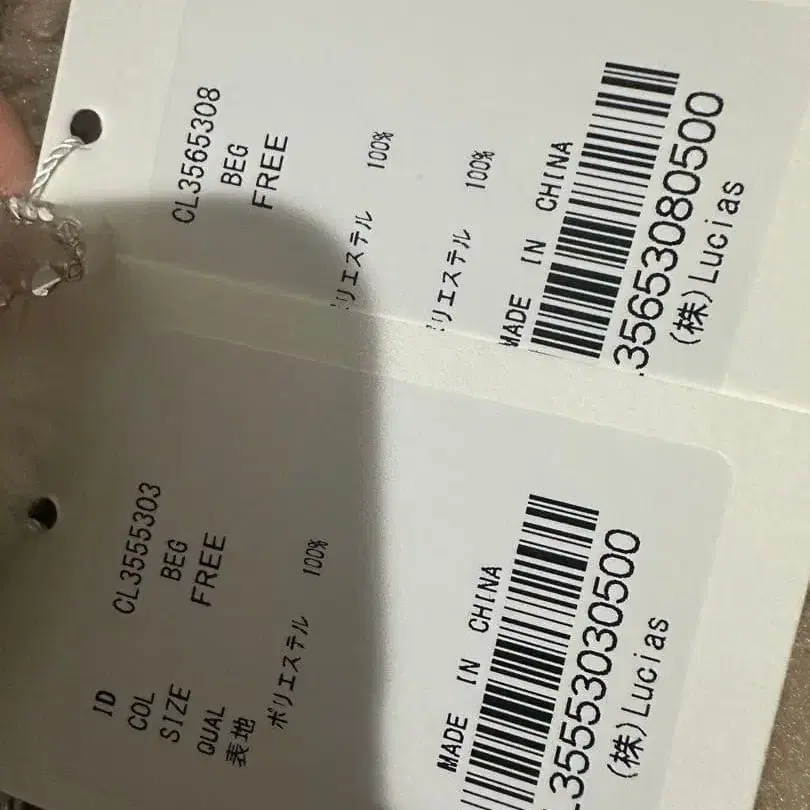 CL3565308
BEG
FREE
リエステル 100%
リエステル 100%
MADE IN CHINA
35653080500
(株)Lucias
ID CL3555303
COL BEG
SIZE FREE
QUAL
表地
ポリエステル 100%
MADE IN CHINA
35553030500
(株)Lucias